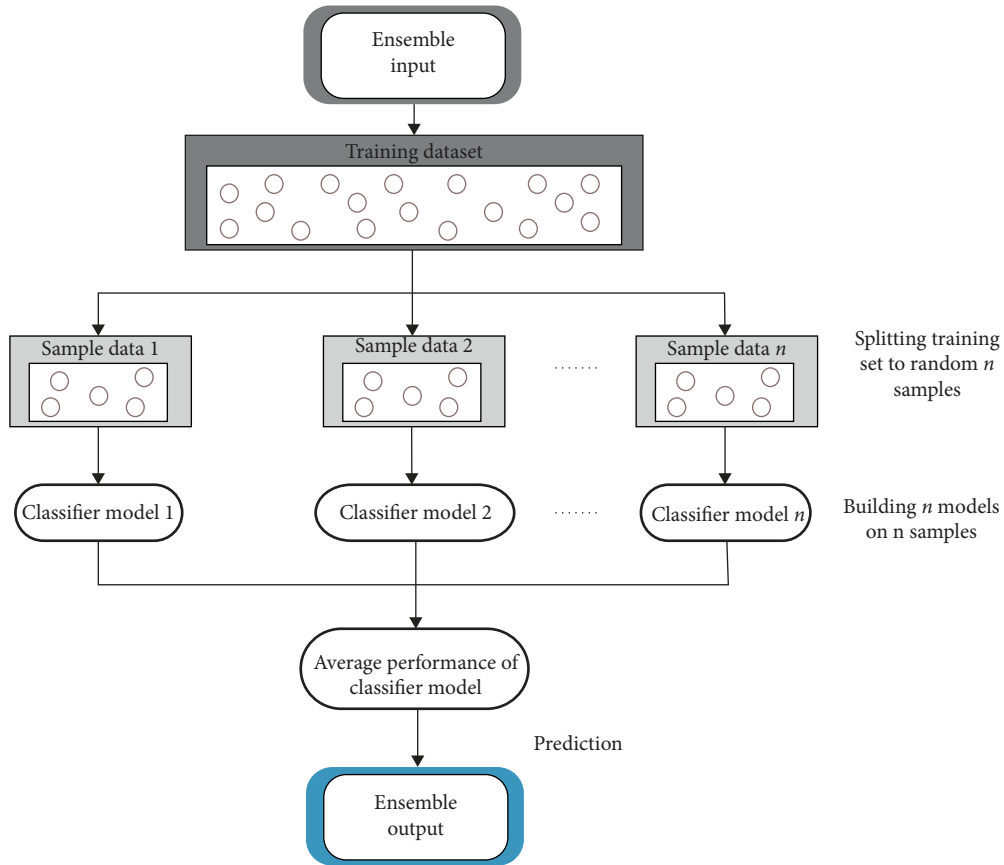 Ensemble
input
Training dataset
Sample data 1
Sample data 2
.......
Sample data n
Splitting training
set to random n
samples
Classifier model 1
Classifier model 2
.......
Classifier model n
Building n models
on n samples
Average performance of
classifier model
Prediction
Ensemble
output